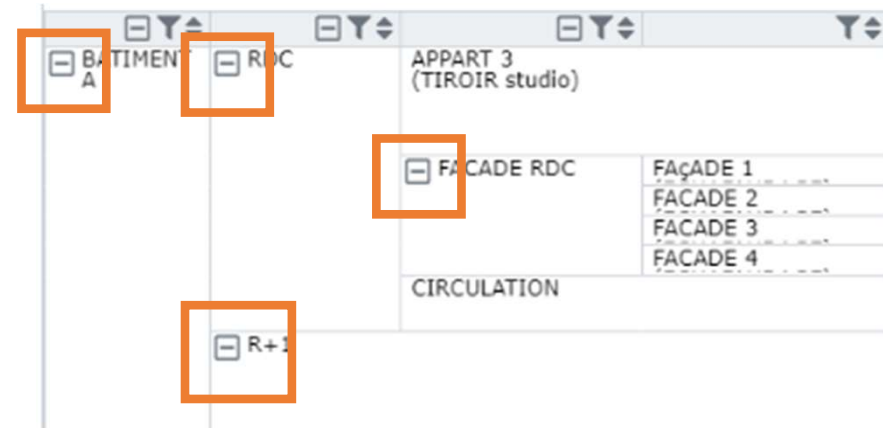 BATIMENT
A
RDC
APPART 3
(TIROIR studio)
FACADE RDC
FAçADE 1
FACADE 2
FACADE 3
FACADE 4
CIRCULATION
R+1